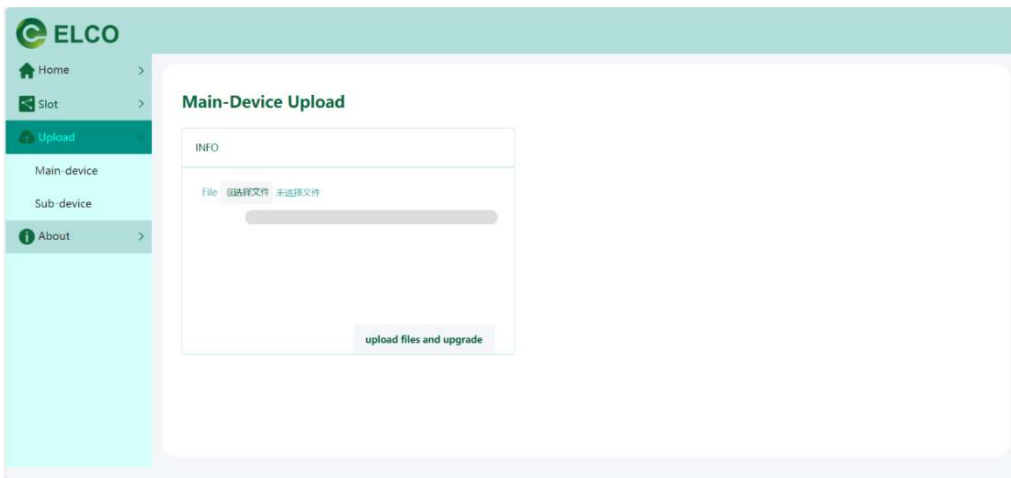 ELCO
Home
Slot
Upload
Main-device
Sub-device
About
Main-Device Upload
INFO
File 选择文件 未选择文件
upload files and upgrade